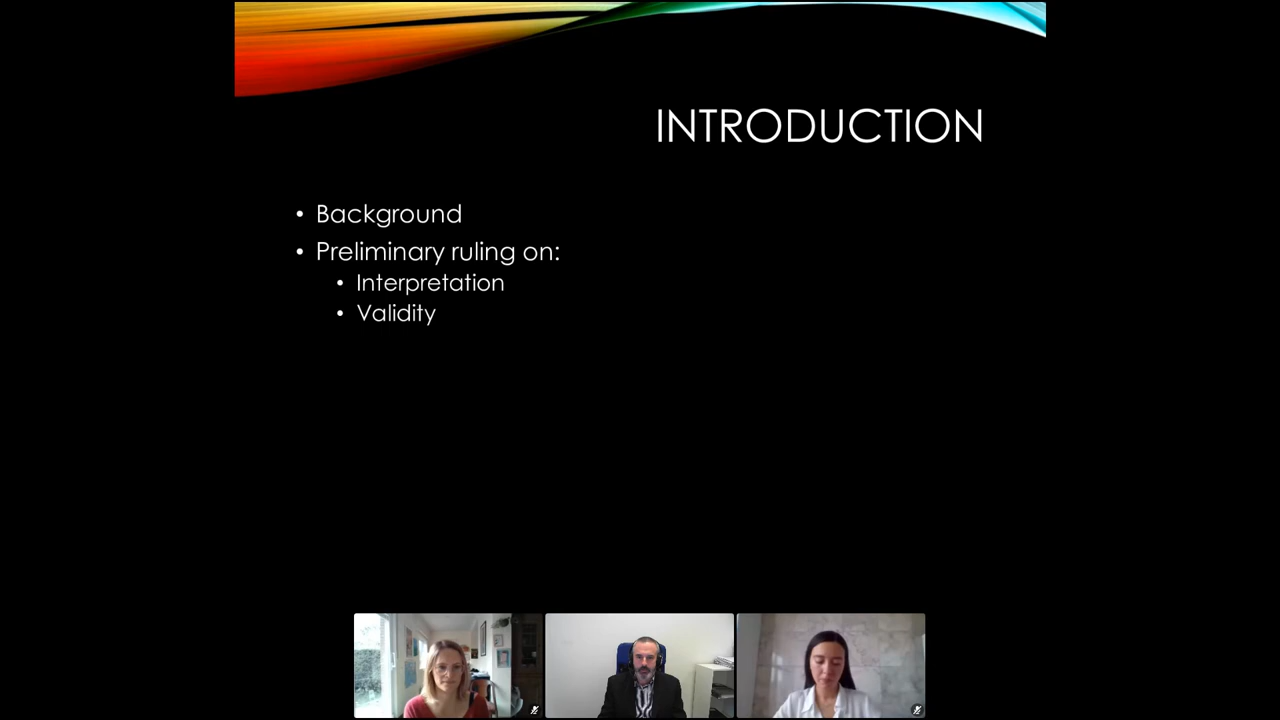 INTRODUCTION
• Background
• Preliminary ruling on:
• Interpretation
• Validity